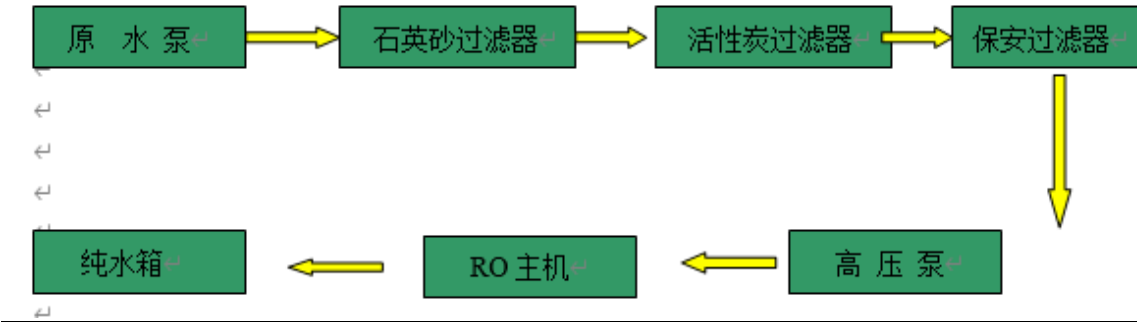 原 水 泵
石英砂过滤器
活性炭过滤器
保安过滤器
高 压 泵
RO 主机
纯水箱